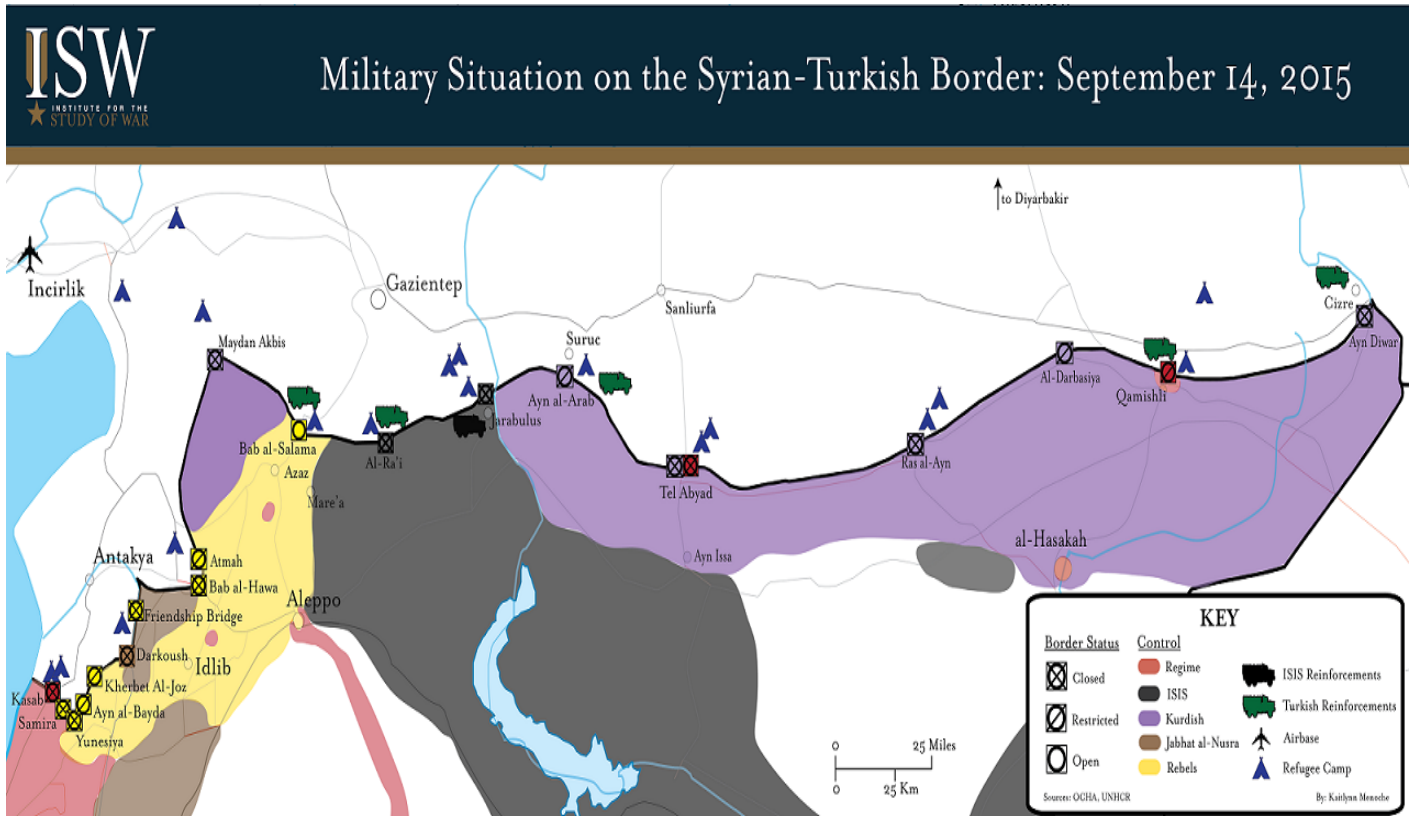 ISW
INSTITUTE FOR THE
STUDY OF WAR
Military Situation on the Syrian-Turkish Border: September 14, 2015
to Diyarbakir
Incirlik
Gazientep
Sanliurfa
Cizre
Maydan Akbis
Suruc
Ayn Diwar
Al-Darbasiya
Qamishli
Ayn al-Arab
Jarabulus
Bab al-Salama
Al-Ra'i
Azaz
Mare'a
Tel Abyad
Ras al-Ayn
al-Hasakah
Ayn Issa
Antakya
Atmah
Bab al-Hawa
Aleppo
Friendship Bridge
Darkoush
Idlib
Kherbet Al-Joz
Kasab
Samira
Ayn al-Bayda
Yunesiya
0 25 Miles
0 25 Km
KEY
Border Status
Closed
Restricted
Open
Control
Regime
ISIS
Kurdish
Jabhat al-Nusra
Rebels
ISIS Reinforcements
Turkish Reinforcements
Airbase
Refugee Camp
Sources: OCHA, UNHCR
By: Kaitlynn Menoche